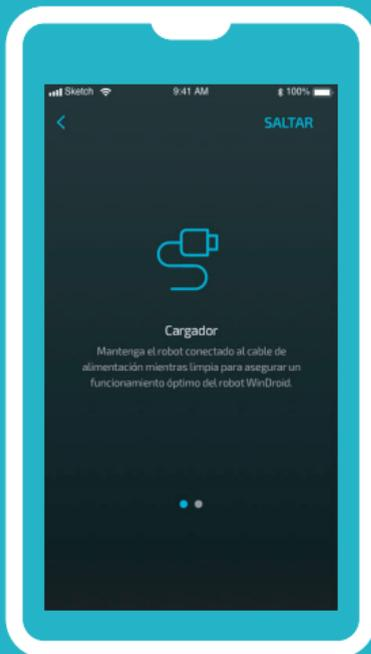 Sketch 9:41 AM 100%
SALTAR
Cargador
Mantenga el robot conectado al cable de
alimentación mientras limpia para asegurar un
funcionamiento óptimo del robot WinDroid.